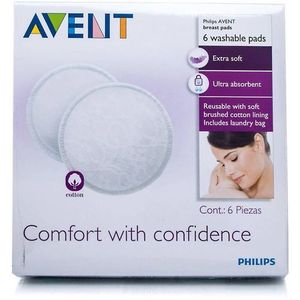 AVENT
Philips AVENT
breast pads
6 washable pads
Extra soft
Ultra absorbent
Reusable with soft
brushed cotton lining
Includes laundry bag
cotton
Cont.: 6 Piezas
Comfort with confidence
PHILIPS